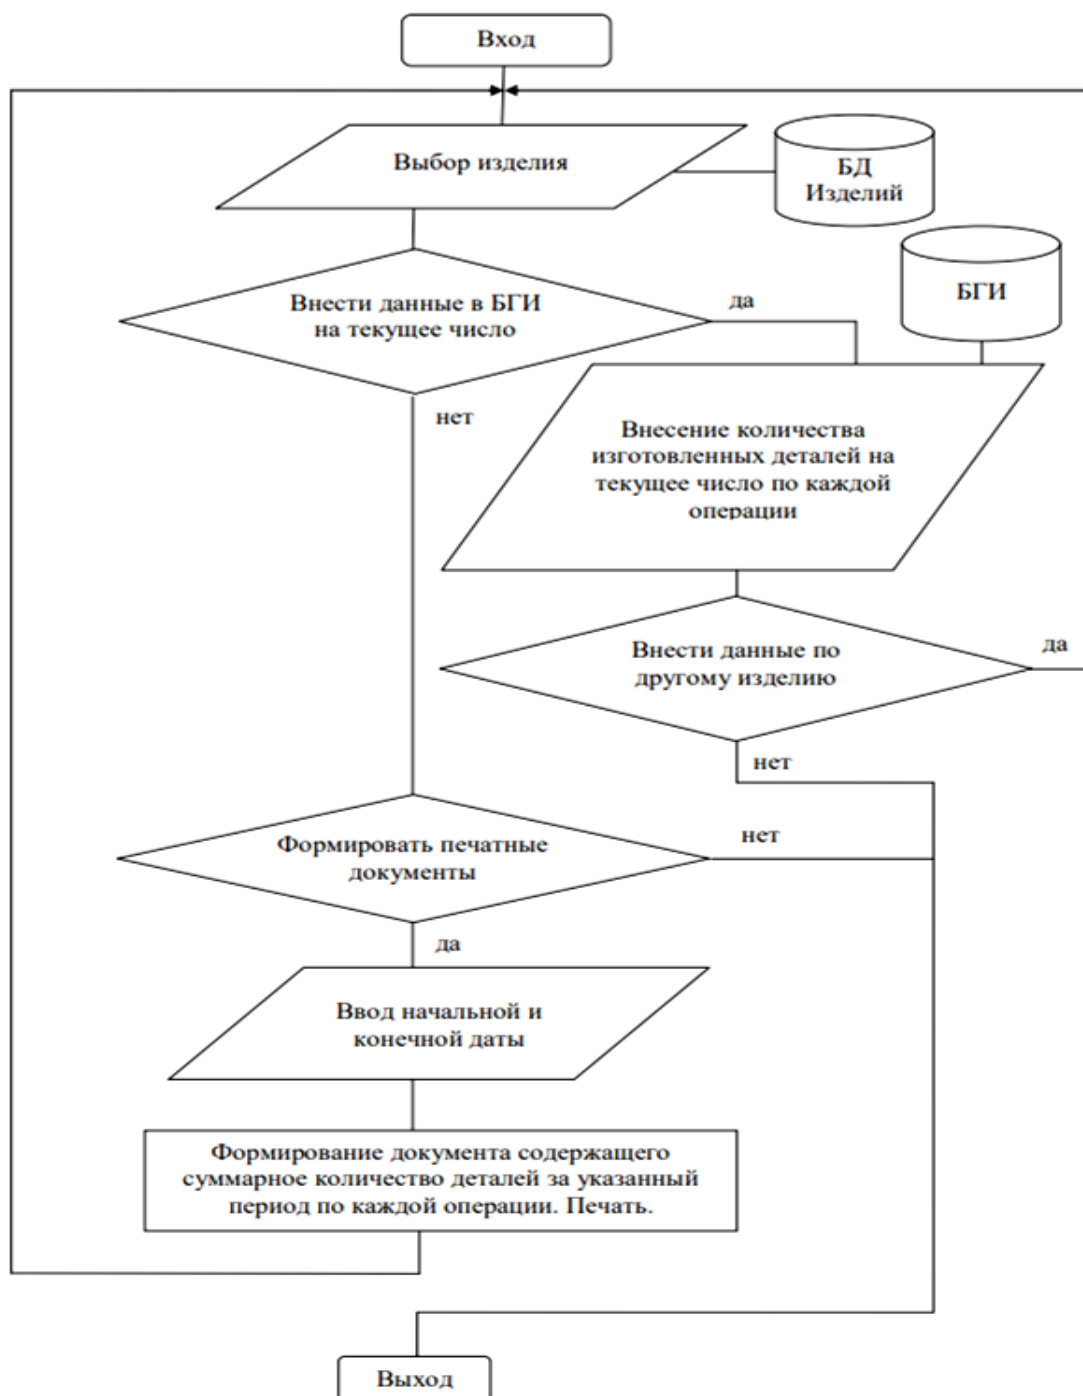 Вход
Выбор изделия
БД
Изделий
БГИ
Внести данные в БГИ
на текущее число
да
нет
Внесение количества
изготовленных деталей на
текущее число по каждой
операции
Внести данные по
другому изделию
да
нет
Формировать печатные
документы
нет
да
Ввод начальной и
конечной даты
Формирование документа содержащего
суммарное количество деталей за указанный
период по каждой операции. Печать.
Выход